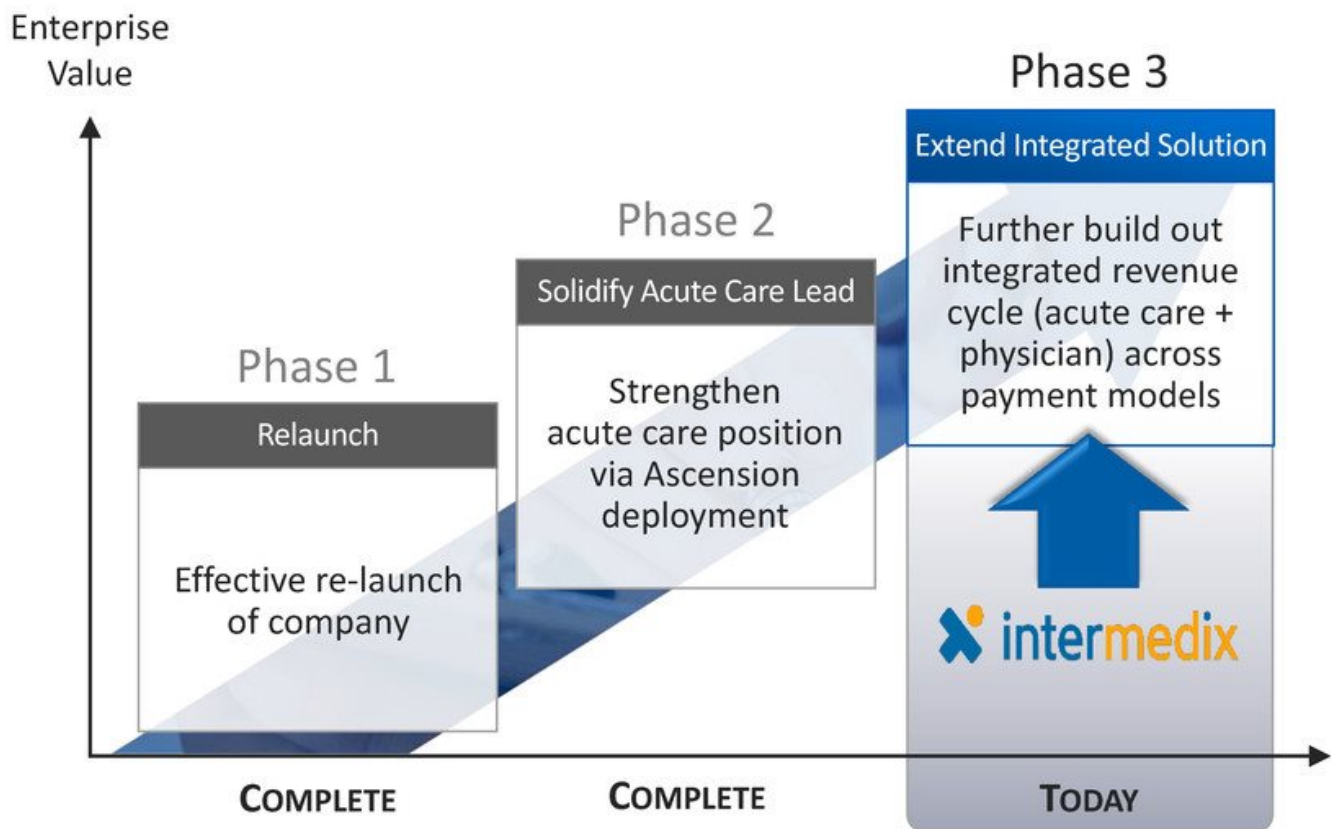 Enterprise
Value
Phase 1
Relaunch
Effective re-launch
of company
COMPLETE
Phase 2
Solidify Acute Care Lead
Strengthen
acute care position
via Ascension
deployment
COMPLETE
Phase 3
Extend Integrated Solution
Further build out
integrated revenue
cycle (acute care +
physician) across
payment models
intermedix
TODAY